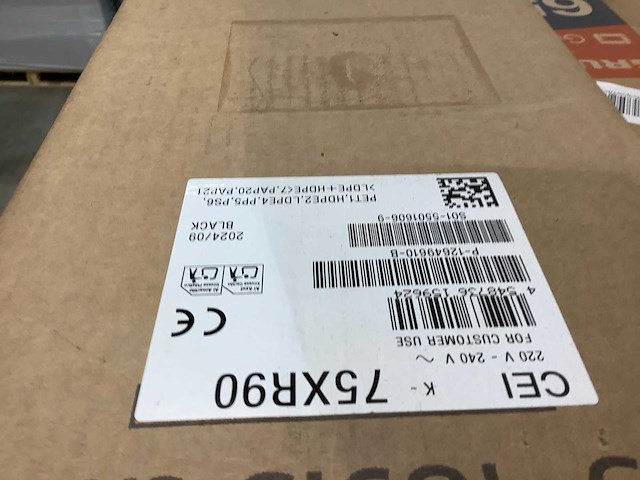 CEI K - 75XR90
220 V - 240 V ~
FOR CUSTOMER USE
4 548736 159624
P-12649610-B
S01-5501608-9
2024/09
BLACK
PET1,HDPE2,LDPE4,PP5,PS6,
>LDPE+HDPE<7,PAP20,PAP21
CE